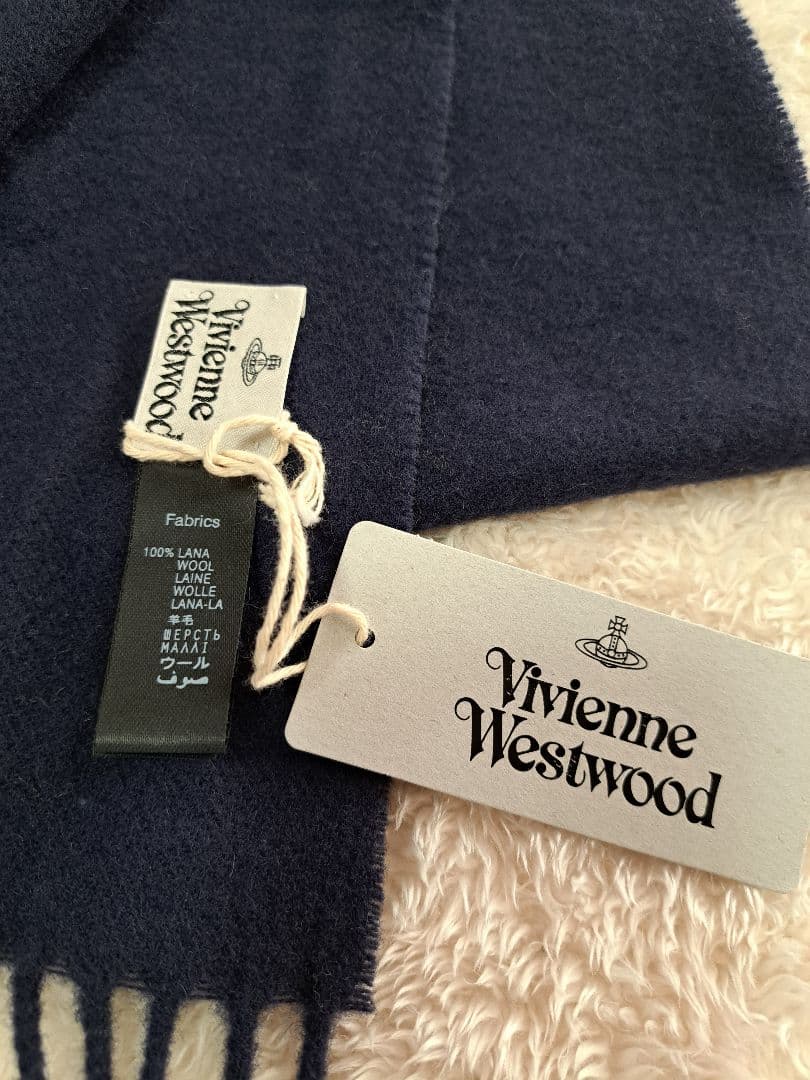 Vivienne
Westwood
Fabrics
100% LANA
WOOL
LAINE
WOLLE
LANA-LA
羊毛
ШЕРСТЬ
ΜΑΛΛΙ
ウール
صوف
Vivienne
Westwood